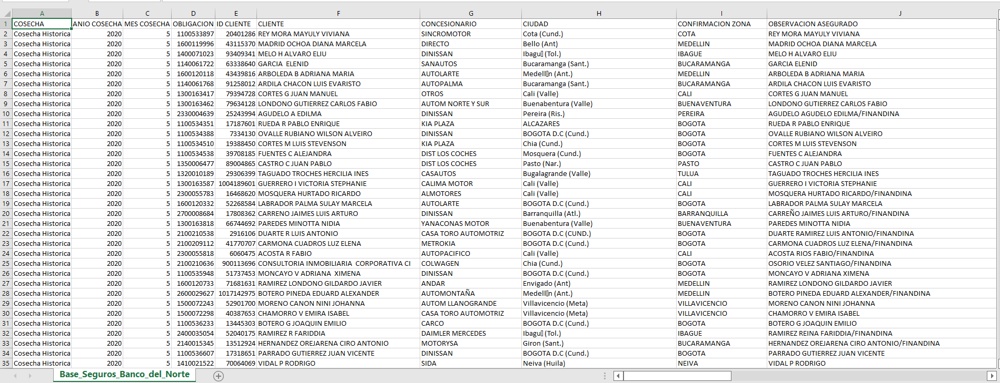 A B C D E F G H I J
1 COSECHA ANIO COSECHA MES COSECHA OBLIGACION ID CLIENTE CLIENTE CONCESIONARIO CIUDAD CONFIRMACION ZONA OBSERVACION ASEGURADO
2 Cosecha Historica 2020 5 1100533897 20401286 REY MORA MAYULY VIVIANA SINCROMOTOR Cota (Cund.) COTA REY MORA MAYULY VIVIANA
3 Cosecha Historica 2020 5 1600119996 43115370 MADRID OCHOA DIANA MARCELA DIRECTO Bello (Ant) MEDELLIN MADRID OCHOA DIANA MARCELA
4 Cosecha Historica 2020 5 1400071023 93409341 MELO H ALVARO ELIU DINISSAN Ibagu▯ (Tol.) IBAGUE MELO H ALVARO ELIU
5 Cosecha Historica 2020 5 1140061722 63338640 GARCIA  ELENID SANAUTOS Bucaramanga (Sant.) BUCARAMANGA GARCIA ELENID
6 Cosecha Historica 2020 5 1600120118 43439816 ARBOLEDA B ADRIANA MARIA AUTOLARTE Medell▯n (Ant.) MEDELLIN ARBOLEDA B ADRIANA MARIA
7 Cosecha Historica 2020 5 1140061768 91258012 ARDILA CHACON LUIS EVARISTO AUTOPALMA Bucaramanga (Sant.) BUCARAMANGA ARDILA CHACON LUIS EVARISTO
8 Cosecha Historica 2020 5 1300163417 79394728 CORTES G JUAN MANUEL OTROS Cali (Valle) CALI CORTES G JUAN MANUEL
9 Cosecha Historica 2020 5 1300163462 79634128 LONDONO GUTIERREZ CARLOS FABIO AUTOM NORTE Y SUR Buenabentura (Valle) BUENAVENTURA LONDONO GUTIERREZ CARLOS FABIO
10 Cosecha Historica 2020 5 2330004639 25243994 AGUDELO A EDILMA DINISSAN Pereira (Ris.) PEREIRA AGUDELO AGUDELO EDILMA/FINANDINA
11 Cosecha Historica 2020 5 1100534351 17187601 RUEDA R PABLO ENRIQUE KIA PLAZA ALCAZARES BOGOTA RUEDA R PABLO ENRIQUE
12 Cosecha Historica 2020 5 1100534388 7334130 OVALLE RUBIANO WILSON ALVEIRO DINISSAN BOGOTA D.C (Cund.) BOGOTA OVALLE RUBIANO WILSON ALVEIRO
13 Cosecha Historica 2020 5 1100534510 19388450 CORTES M LUIS STEVENSON KIA PLAZA Chia (Cund.) BOGOTA CORTES M LUIS STEVENSON
14 Cosecha Historica 2020 5 1100534538 39708185 FUENTES C ALEJANDRA DIST LOS COCHES Mosquera (Cund.) BOGOTA FUENTES C ALEJANDRA
15 Cosecha Historica 2020 5 1350006477 89004865 CASTRO C JUAN PABLO DIST LOS COCHES Pasto (Nar.) PASTO CASTRO C JUAN PABLO
16 Cosecha Historica 2020 5 1320010189 29306399 TAGUADO TROCHES HERCILIA INES CASAUTOS Bugalagrande (Valle) TULUA TAGUADO TROCHES HERCILIA INES
17 Cosecha Historica 2020 5 1300163587 1004189601 GUERRERO I VICTORIA STEPHANIE CALIMA MOTOR Cali (Valle) CALI GUERRERO I VICTORIA STEPHANIE
18 Cosecha Historica 2020 5 2300055783 16468620 MOSQUERA HURTADO RICARDO ALMOTORES Cali (Valle) CALI MOSQUERA HURTADO RICARDO/FINANDINA
19 Cosecha Historica 2020 5 1600120332 52268584 LABRADOR PALMA SULAY MARCELA AUTOLARTE BOGOTA D.C (Cund.) BOGOTA LABRADOR PALMA SULAY MARCELA
20 Cosecha Historica 2020 5 2700008684 17808362 CARRENO JAIMES LUIS ARTURO DINISSAN Barranquilla (Atl.) BARRANQUILLA CARREÑO JAIMES LUIS ARTURO/FINANDINA
21 Cosecha Historica 2020 5 1300163818 66744692 PAREDES MINOTTA NIDIA YANACONAS MOTOR Buenabentura (Valle) BUENAVENTURA PAREDES MINOTTA NIDIA
22 Cosecha Historica 2020 5 2100210538 2916106 DUARTE R LUIS ANTONIO CASA TORO AUTOMOTRIZ BOGOTA D.C (CUND.) BOGOTA DUARTE RAMIREZ LUIS ANTONIO/FINANDINA
23 Cosecha Historica 2020 5 2100209112 41770707 CARMONA CUADROS LUZ ELENA METROKIA BOGOTA D.C (Cund.) BOGOTA CARMONA CUADROS LUZ ELENA/FINANDINA
24 Cosecha Historica 2020 5 2300055818 6060475 ACOSTA R FABIO AUTOPACIFICO Cali (Valle) CALI ACOSTA RIOS FABIO/FINANDINA
25 Cosecha Historica 2020 5 2100210636 900113696 CONSULTORIA INMOBILIARIA  CORPORATIVA CI COLWAGEN Chia (Cund.) BOGOTA OSORIO VELEZ SANTIAGO/FINANDINA
26 Cosecha Historica 2020 5 1100535948 51737453 MONCAYO V ADRIANA  XIMENA DINISSAN BOGOTA D.C (Cund.) BOGOTA MONCAYO V ADRIANA XIMENA
27 Cosecha Historica 2020 5 1600120733 71681631 RAMIREZ LONDONO GILDARDO JAVIER ANDAR Envigado (Ant) MEDELLIN RAMIREZ LONDONO GILDARDO JAVIER
28 Cosecha Historica 2020 5 2600029627 1017142975 BOTERO PINEDA EDUARD ALEXANDER AUTOMONTAÑA Medell▯n (Ant.) MEDELLIN BOTERO PINEDA EDUARD ALEXANDER/FINANDINA
29 Cosecha Historica 2020 5 1500072243 52901700 MORENO CANON NINI JOHANNA AUTOM LLANOGRANDE Villavicencio (Meta) VILLAVICENCIO MORENO CANON NINI JOHANNA
30 Cosecha Historica 2020 5 1500072298 40387653 CHAMORRO V EMIRA ISABEL CASA TORO AUTOMOTRIZ Villavicencio (Meta) VILLAVICENCIO CHAMORRO V EMIRA ISABEL
31 Cosecha Historica 2020 5 1100536233 13445303 BOTERO G JOAQUIN EMILIO CARCO BOGOTA D.C (Cund.) BOGOTA BOTERO G JOAQUIN EMILIO
32 Cosecha Historica 2020 5 2400035054 52040175 RAMIREZ R FARIDDIA DAIMLER MERCEDES Ibagu▯ (Tol.) IBAGUE RAMIREZ REINA FARIDDIA/FINANDINA
33 Cosecha Historica 2020 5 2140015345 13512924 HERNANDEZ OREJARENA CIRO ANTONIO MOTORYSA Giron (Sant.) BUCARAMANGA HERNANDEZ OREJARENA CIRO ANTONIO/FINANDINA
34 Cosecha Historica 2020 5 1100536607 17318651 PARRADO GUTIERREZ JUAN VICENTE DINISSAN BOGOTA D.C (Cund.) BOGOTA PARRADO GUTIERREZ JUAN VICENTE
35 Cosecha Historica 2020 5 1410021522 70064069 VIDAL P RODRIGO SIDA Neiva (Huila) NEIVA VIDAL P RODRIGO
Base_Seguros_Banco_del_Norte